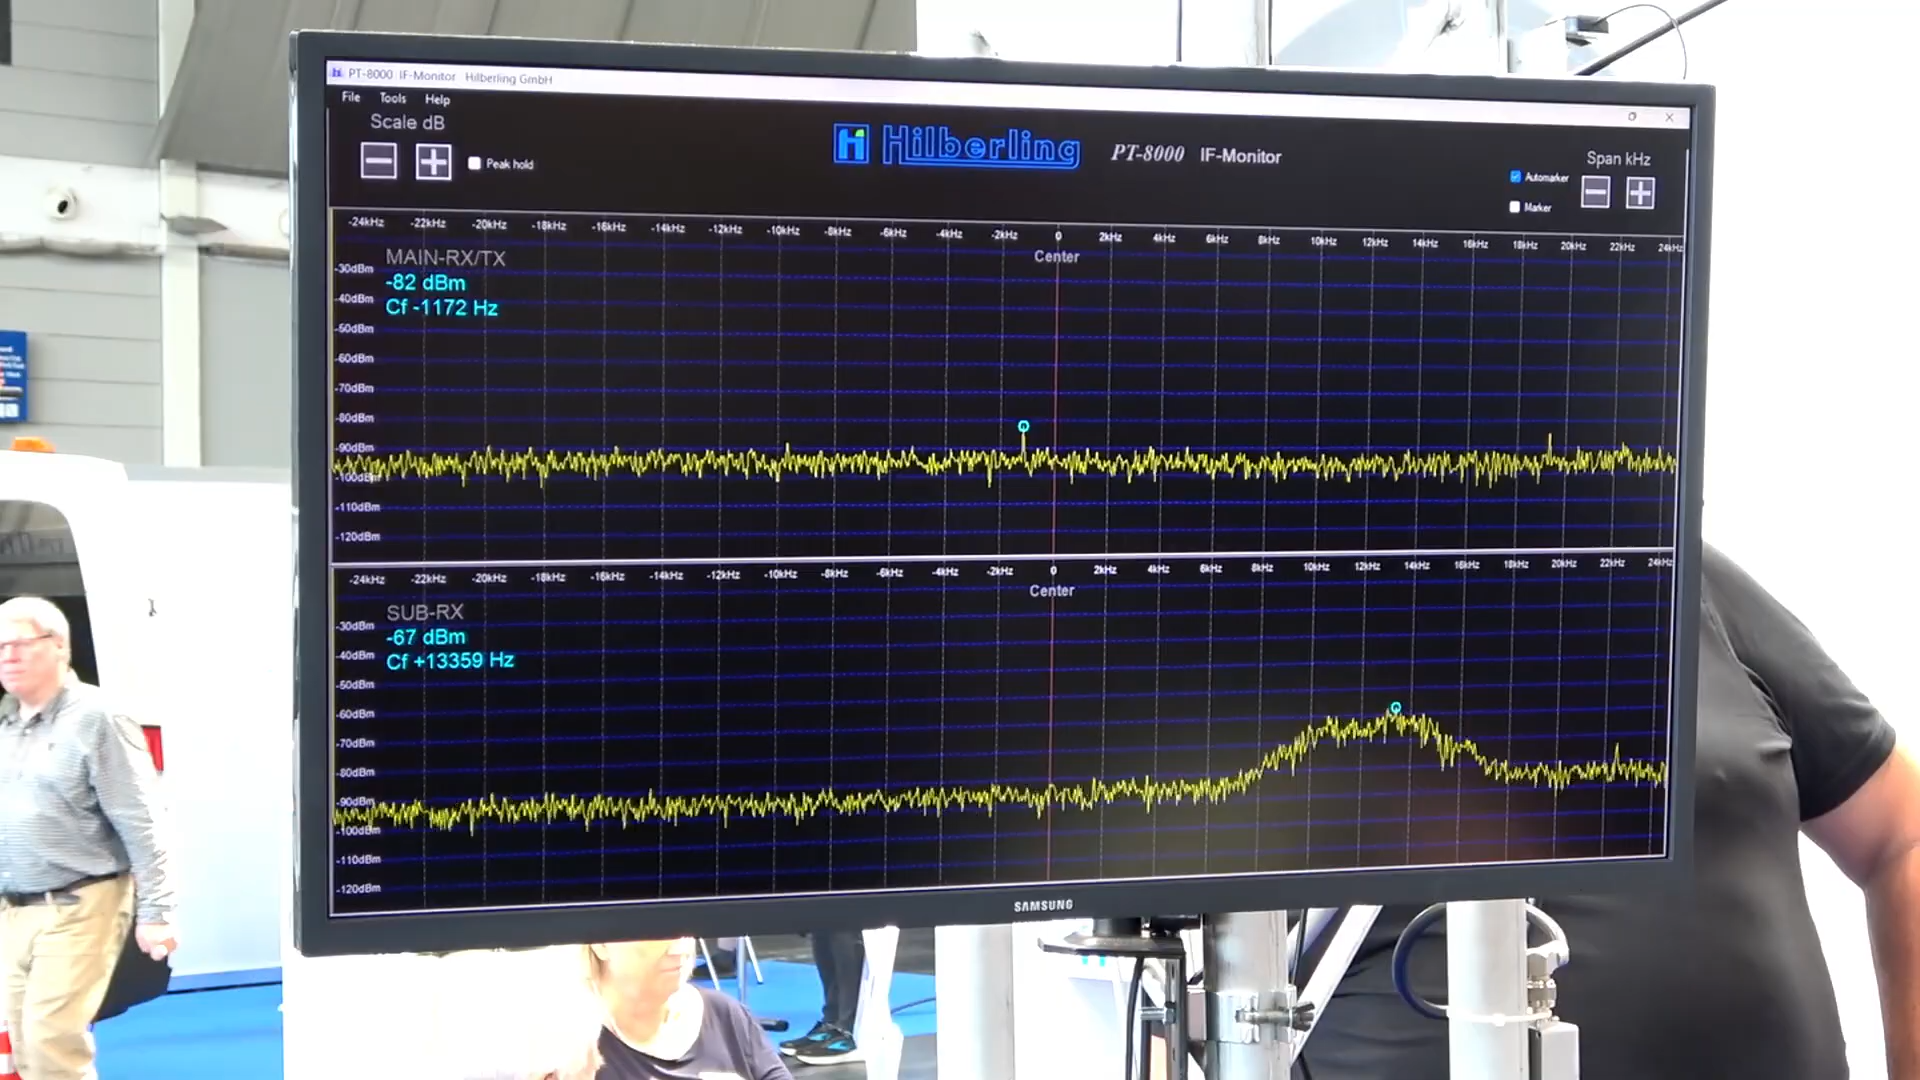 PT-8000 IF-Monitor Hilberling GmbH
File Tools Help
Scale dB
Peak hold
Hilberling PT-8000 IF-Monitor
Span kHz
Automarker
Marker
-24kHz -22kHz -20kHz -18kHz -16kHz -14kHz -12kHz -10kHz -8kHz -6kHz -4kHz -2kHz 0 2kHz 4kHz 6kHz 8kHz 10kHz 12kHz 14kHz 16kHz 18kHz 20kHz 22kHz 24kHz
Center
MAIN-RX/TX
-82 dBm
Cf -1172 Hz
-30dBm
-40dBm
-50dBm
-60dBm
-70dBm
-80dBm
-90dBm
-100dBm
-110dBm
-120dBm
-24kHz -22kHz -20kHz -18kHz -16kHz -14kHz -12kHz -10kHz -8kHz -6kHz -4kHz -2kHz 0 2kHz 4kHz 6kHz 8kHz 10kHz 12kHz 14kHz 16kHz 18kHz 20kHz 22kHz 24kHz
Center
SUB-RX
-67 dBm
Cf +13359 Hz
-30dBm
-40dBm
-50dBm
-60dBm
-70dBm
-80dBm
-90dBm
-100dBm
-110dBm
-120dBm
SAMSUNG